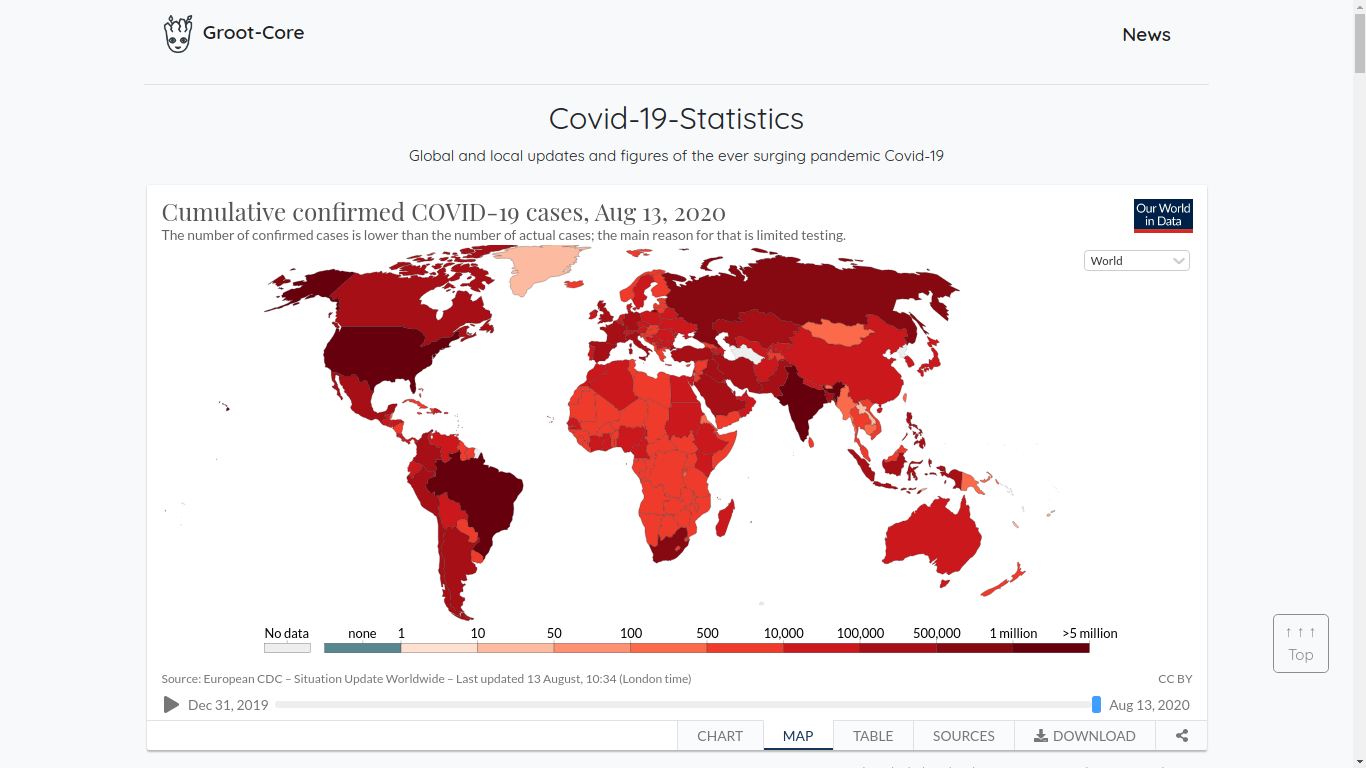 Groot-Core
News
Covid-19-Statistics
Global and local updates and figures of the ever surging pandemic Covid-19
Cumulative confirmed COVID-19 cases, Aug 13, 2020
The number of confirmed cases is lower than the number of actual cases; the main reason for that is limited testing.
Our World
in Data
World
No data none 1 10 50 100 500 10,000 100,000 500,000 1 million >5 million
↑ ↑ ↑
Top
Source: European CDC – Situation Update Worldwide – Last updated 13 August, 10:34 (London time)
CC BY
Dec 31, 2019
Aug 13, 2020
CHART MAP TABLE SOURCES DOWNLOAD